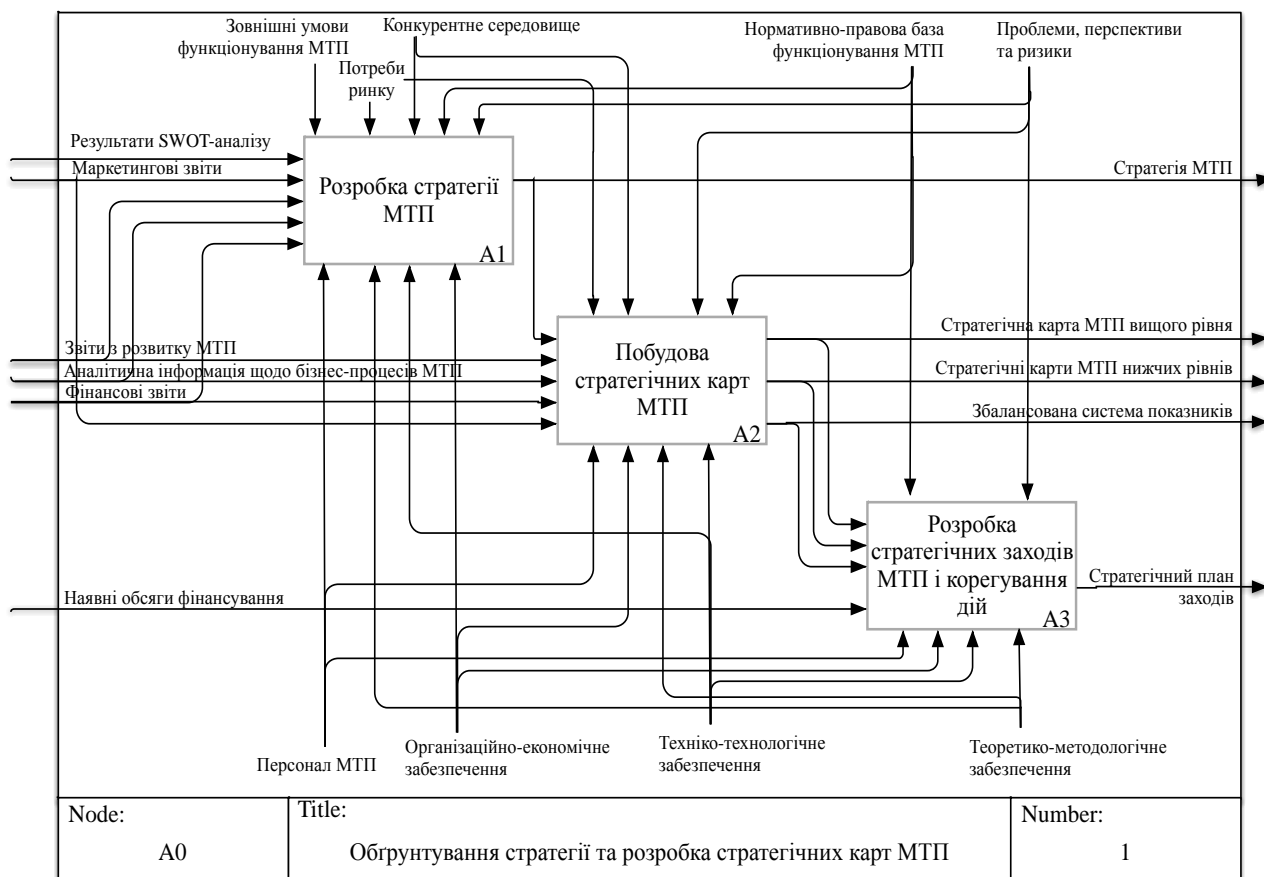 Зовнішні умови
функціонування МТП
Конкурентне середовище
Потреби
ринку
Нормативно-правова база
функціонування МТП
Проблеми, перспективи
та ризики
Результати SWOT-аналізу
Маркетингові звіти
Розробка стратегії
МТП
A1
Стратегія МТП
Звіти з розвитку МТП
Аналітична інформація щодо бізнес-процесів МТП
Фінансові звіти
Побудова
стратегічних карт
МТП
A2
Стратегічна карта МТП вищого рівня
Стратегічні карти МТП нижчих рівнів
Збалансована система показників
Розробка
стратегічних заходів
МТП і корегування
дій
A3
Наявні обсяги фінансування
Стратегічний план
заходів
Персонал МТП
Організаційно-економічне
забезпечення
Техніко-технологічне
забезпечення
Теоретико-методологічне
забезпечення
Node:
A0
Title:
Обґрунтування стратегії та розробка стратегічних карт МТП
Number:
1